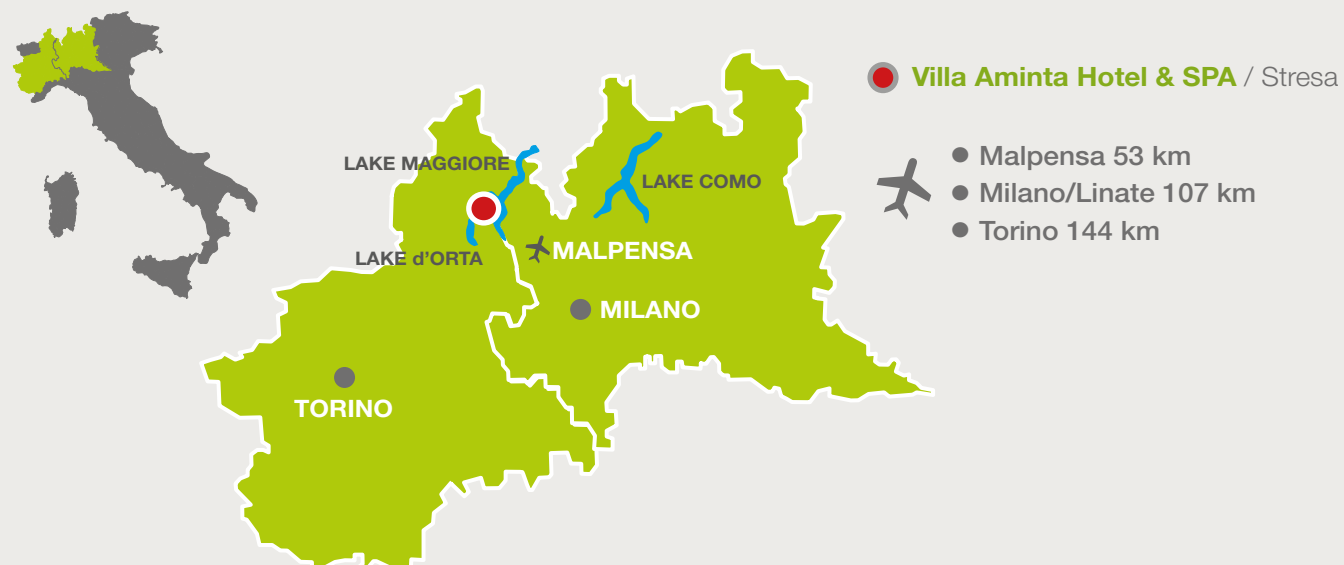 Villa Aminta Hotel & SPA / Stresa
LAKE MAGGIORE
LAKE COMO
Malpensa 53 km
Milano/Linate 107 km
Torino 144 km
LAKE d'ORTA
MALPENSA
MILANO
TORINO